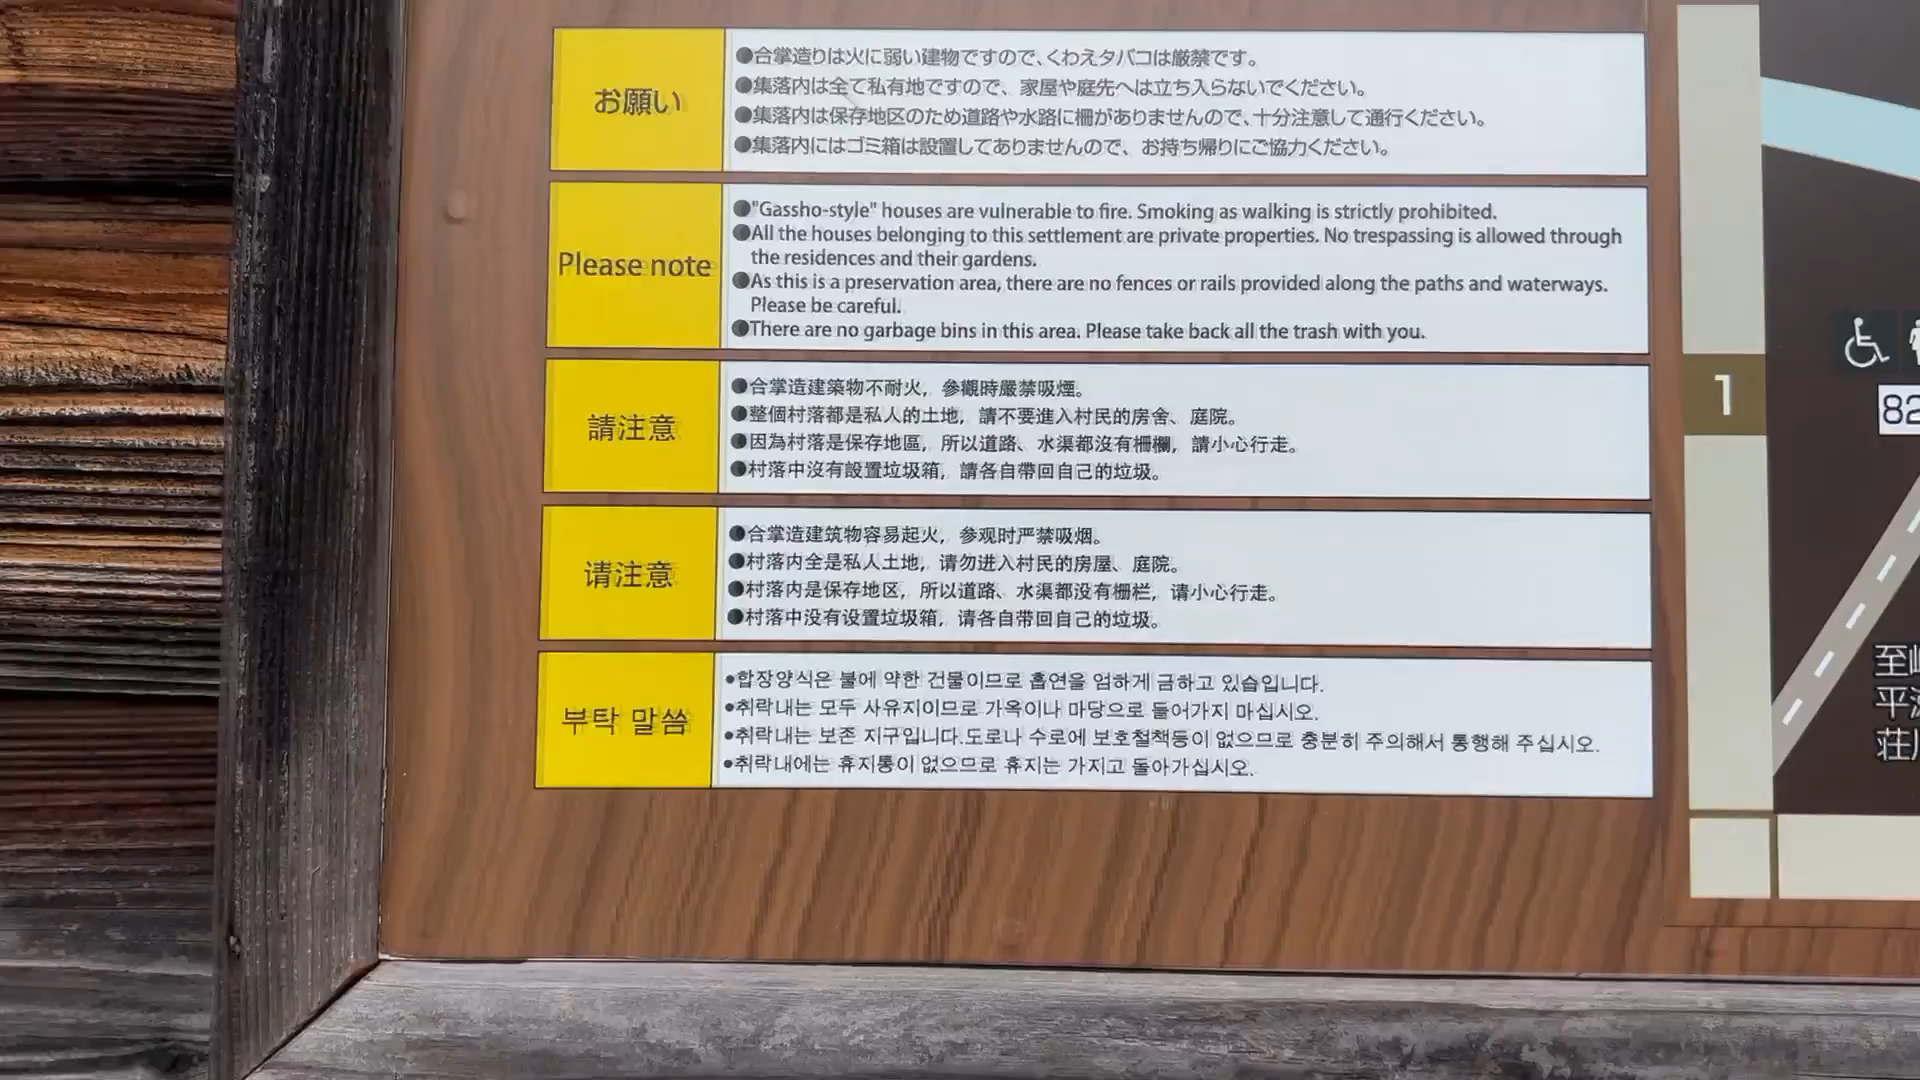 お願い
●合掌造りは火に弱い建物ですので、くわえタバコは厳禁です。
●集落内は全て私有地ですので、家屋や庭先へは立ち入らないでください。
●集落内は保存地区のため道路や水路に柵がありませんので、十分注意して通行ください。
●集落内にはゴミ箱は設置してありませんので、お持ち帰りにご協力ください。
Please note
●"Gassho-style" houses are vulnerable to fire. Smoking as walking is strictly prohibited.
●All the houses belonging to this settlement are private properties. No trespassing is allowed through
the residences and their gardens.
●As this is a preservation area, there are no fences or rails provided along the paths and waterways.
Please be careful.
●There are no garbage bins in this area. Please take back all the trash with you.
請注意
●合掌造建築物不耐火，參觀時嚴禁吸煙。
●整個村落都是私人的土地，請不要進入村民的房舍、庭院。
●因為村落是保存地區，所以道路、水渠都沒有柵欄，請小心行走。
●村落中沒有設置垃圾箱，請各自帶回自己的垃圾。
请注意
●合掌造建筑物容易起火，参观时严禁吸烟。
●村落内全是私人土地，请勿进入村民的房屋、庭院。
●村落内是保存地区，所以道路、水渠都没有栅栏，请小心行走。
●村落中没有设置垃圾箱，请各自带回自己的垃圾。
부탁 말씀
●합장양식은 불에 약한 건물이므로 흡연을 엄하게 금하고 있습입니다.
●취락내는 모두 사유지이므로 가옥이나 마당으로 들어가지 마십시오.
●취락내는 보존 지구입니다.도로나 수로에 보호철책등이 없으므로 충분히 주의해서 통행해 주십시오.
●취락내에는 휴지통이 없으므로 휴지는 가지고 돌아가십시오.
1
82
至
平
荘